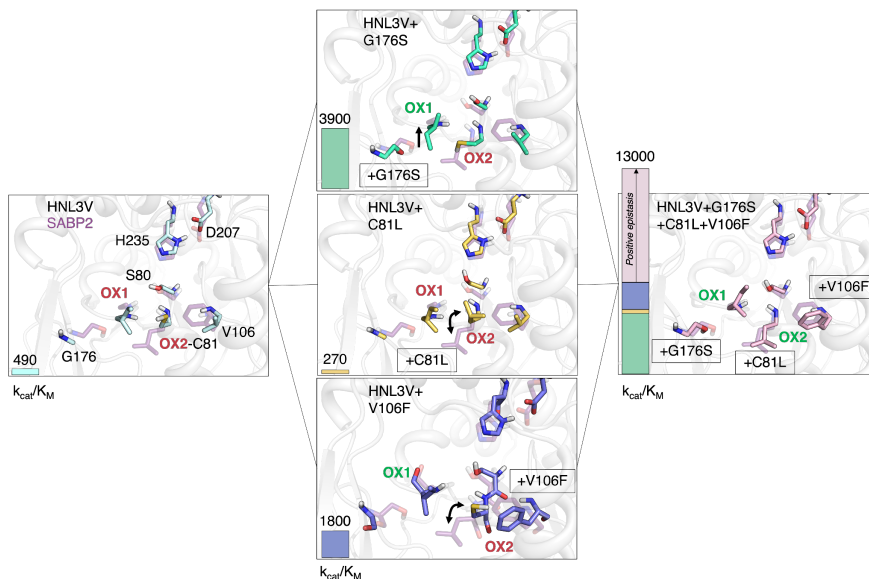 HNL3V+
G176S
OX1
3900
OX2
+G176S
HNL3V
SABP2
H235
D207
S80
OX1
OX2-C81
V106
G176
490
kcat/KM
HNL3V+
C81L
OX1
OX2
+C81L
270
HNL3V+
V106F
OX1
+V106F
1800
OX2
kcat/KM
13000
Positive epistasis
HNL3V+G176S
+C81L+V106F
+V106F
OX1
OX2
+G176S
+C81L
kcat/KM